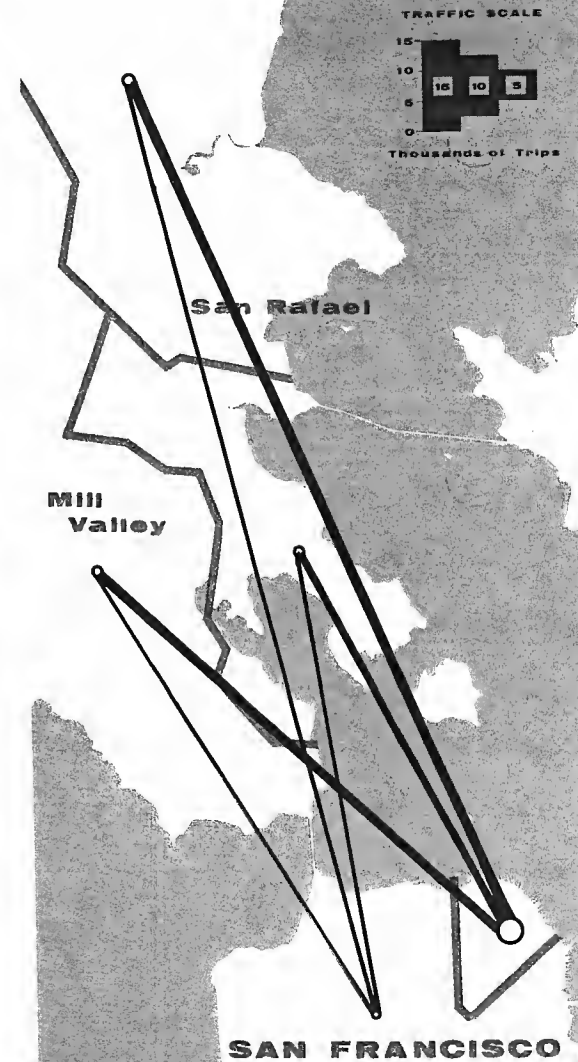 TRAFFIC SCALE
15
10
5
0
15 10 5
Thousands of Trips
San Rafael
Mill
Valley
SAN FRANCISCO